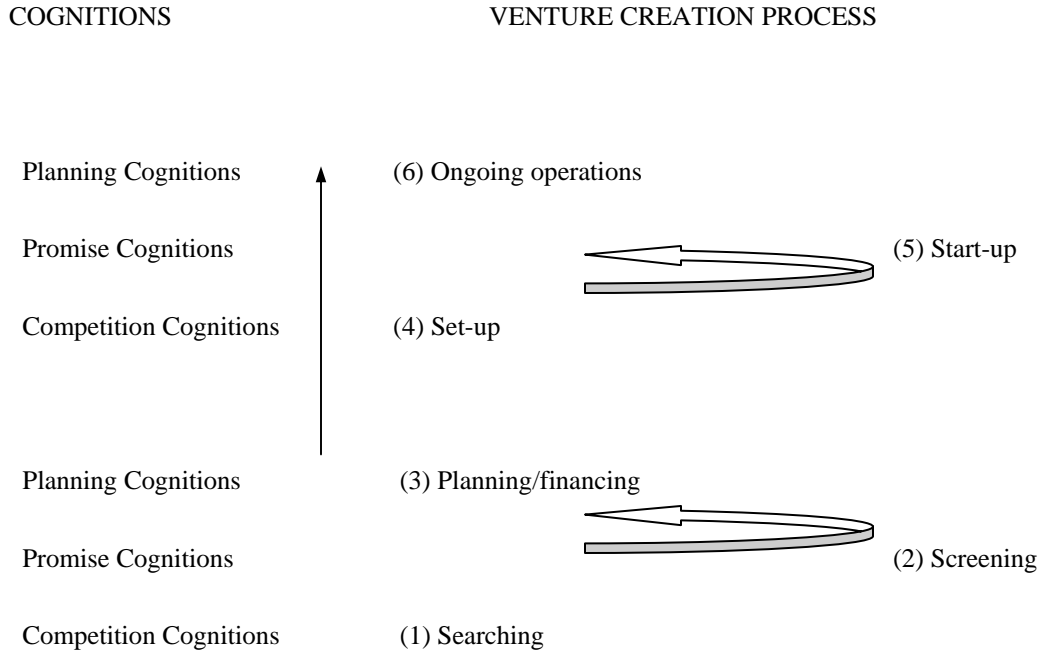 COGNITIONS VENTURE CREATION PROCESS
Planning Cognitions (6) Ongoing operations
Promise Cognitions (5) Start-up
Competition Cognitions (4) Set-up
Planning Cognitions (3) Planning/financing
Promise Cognitions (2) Screening
Competition Cognitions (1) Searching